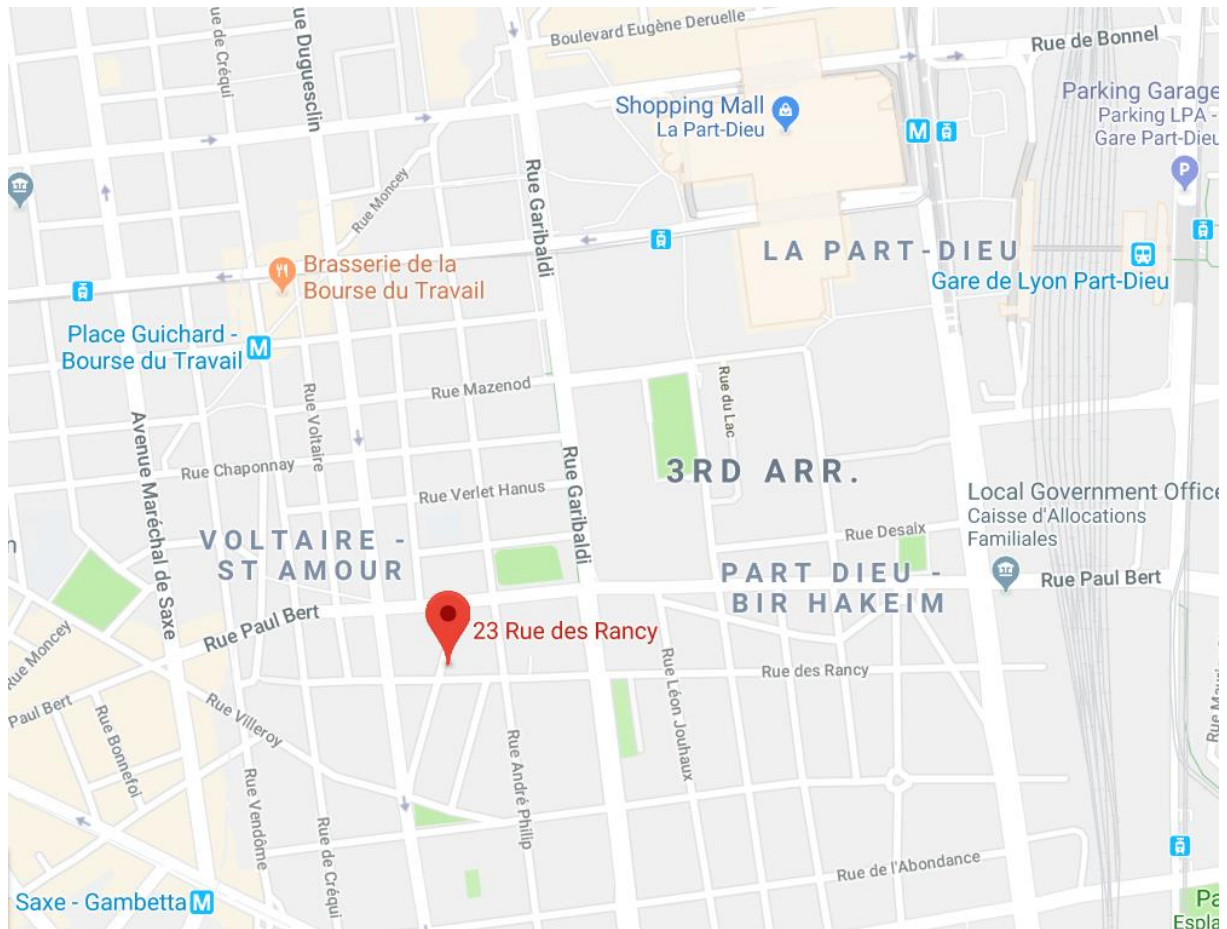 ue de Créqui
ue Duguesclin
Boulevard Eugène Deruelle
Rue de Bonnel
Shopping Mall
La Part-Dieu
Parking Garage
Parking LPA -
Gare Part-Dieu
M
P
Rue Moncey
Rue Garibaldi
LA PART-DIEU
Gare de Lyon Part-Dieu
Brasserie de la
Bourse du Travail
Place Guichard -
Bourse du Travail
M
Rue Mazenod
Rue du Lac
Avenue Maréchal de Saxe
Rue Voltaire
Rue Chaponnay
Rue Verlet Hanus
Rue Garibaldi
3RD ARR.
Local Government Office
Caisse d'Allocations
Familiales
n
VOLTAIRE -
ST AMOUR
Rue Desaix
PART DIEU -
BIR HAKEIM
Rue Paul Bert
Rue Paul Bert
23 Rue des Rancy
Rue Moncey
Rue des Rancy
Rue Léon Jouhaux
Paul Bert
Rue Villeroy
Rue Bonnefoi
Rue André Philip
Rue Vendôme
Rue de Créqui
Rue de l'Abondance
Saxe - Gambetta
M
Pa
Espla